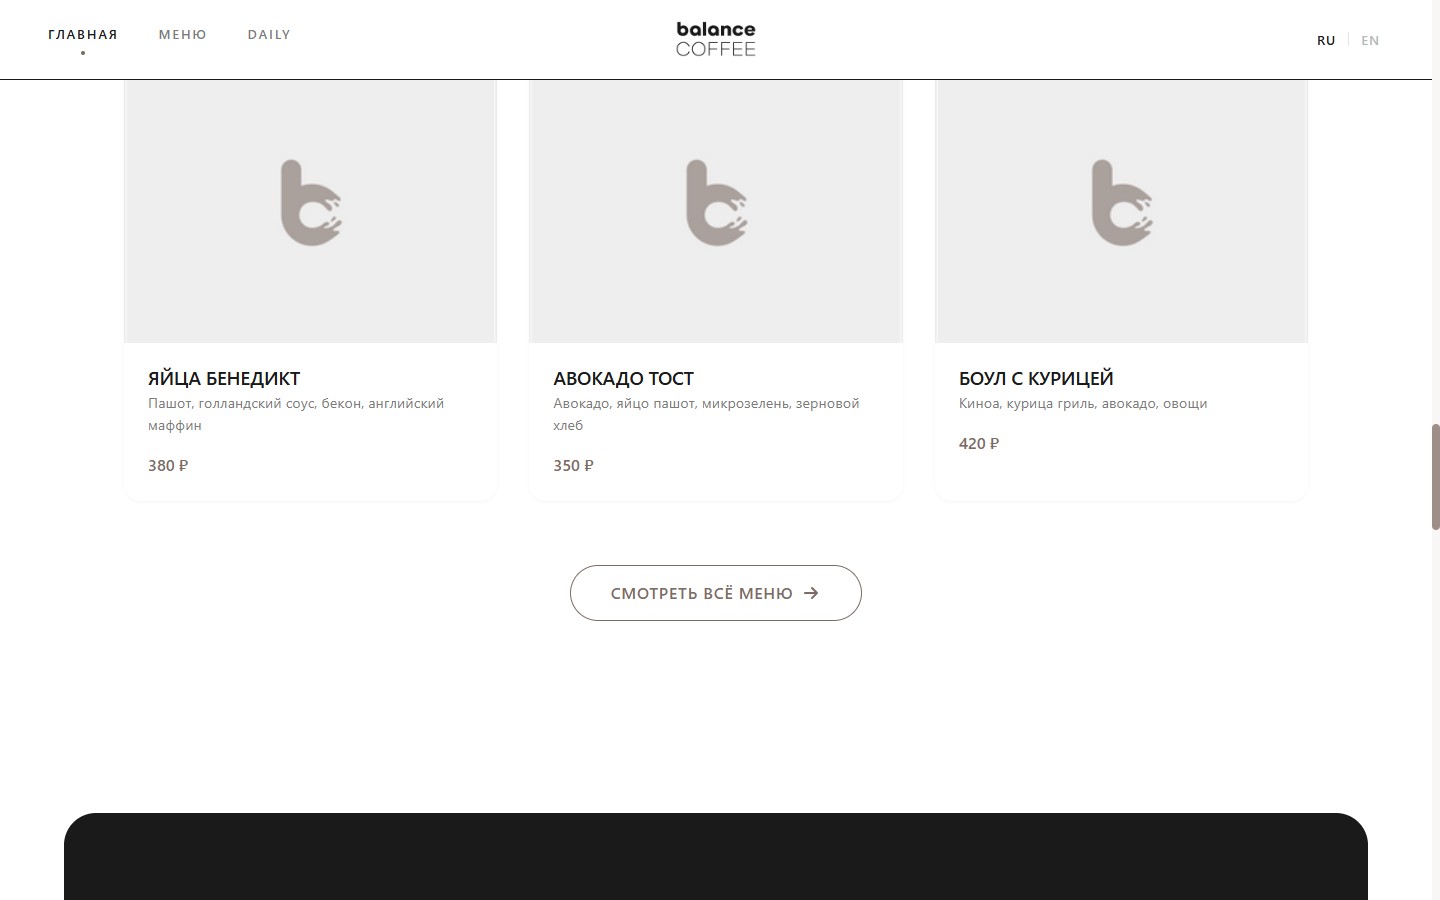 ГЛАВНАЯ
МЕНЮ
DAILY
balance
COFFEE
RU
EN
ЯЙЦА БЕНЕДИКТ
Пашот, голландский соус, бекон, английский
маффин
380 ₽
АВОКАДО ТОСТ
Авокадо, яйцо пашот, микрозелень, зерновой
хлеб
350 ₽
БОУЛ С КУРИЦЕЙ
Киноа, курица гриль, авокадо, овощи
420 ₽
СМОТРЕТЬ ВСЁ МЕНЮ →